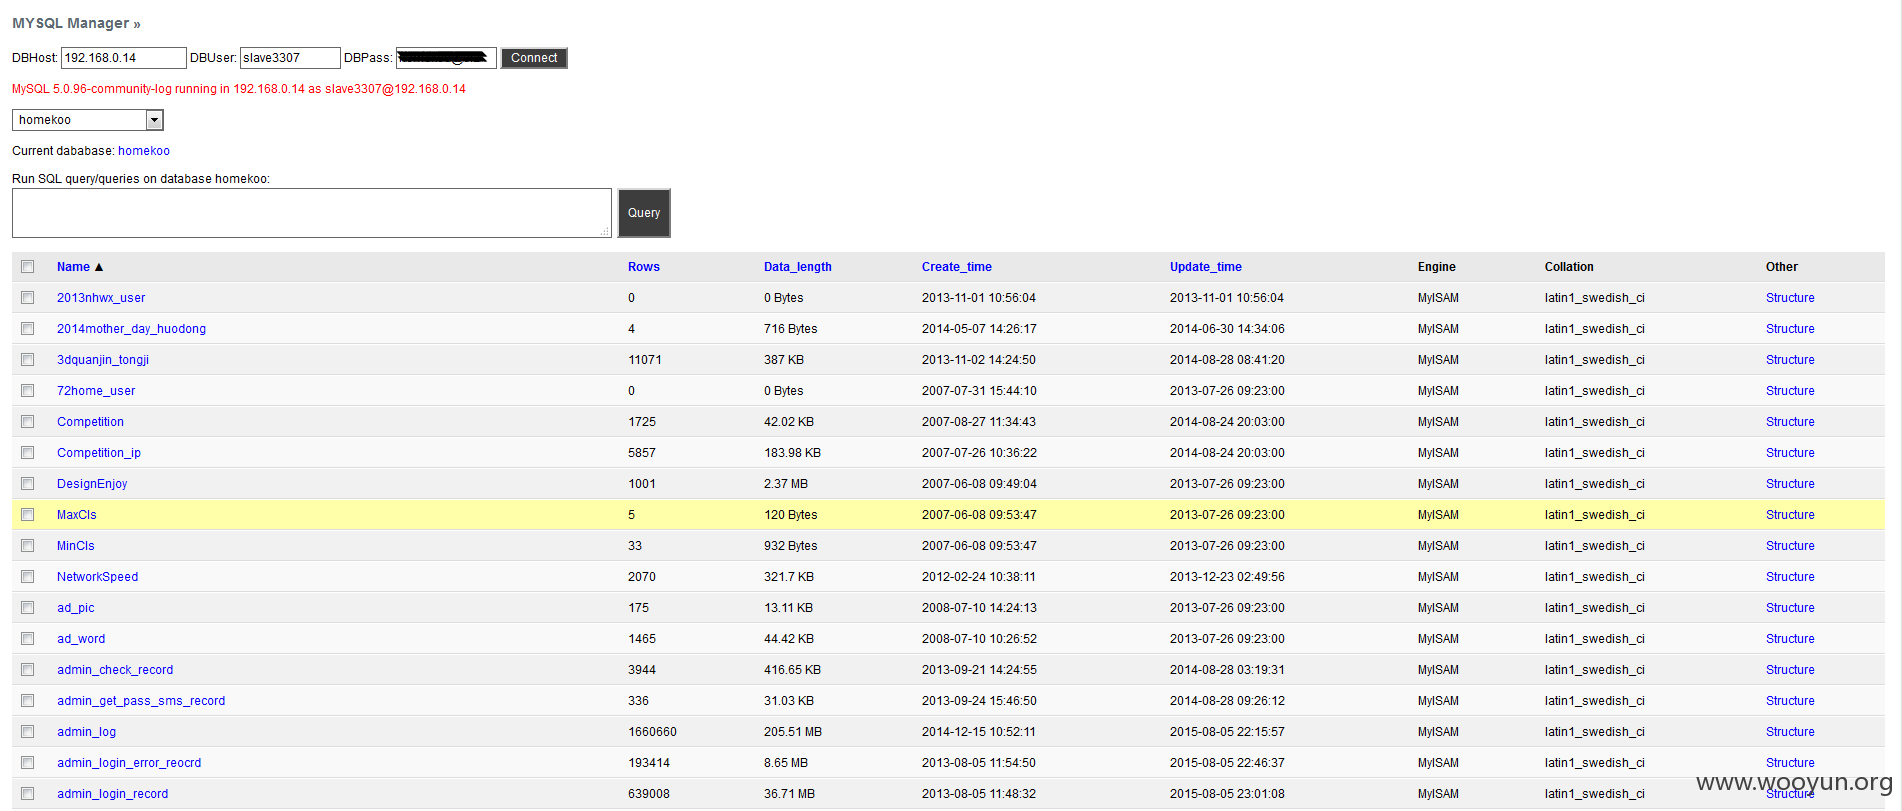 MYSQL Manager »
DBHost: 192.168.0.14 DBUser: slave3307 DBPass: Connect
MySQL 5.0.96-community-log running in 192.168.0.14 as slave3307@192.168.0.14
homekoo
Current dababase: homekoo
Run SQL query/queries on database homekoo:
Query
Name ▲ Rows Data_length Create_time Update_time Engine Collation Other
2013nhwx_user 0 0 Bytes 2013-11-01 10:56:04 2013-11-01 10:56:04 MyISAM latin1_swedish_ci Structure
2014mother_day_huodong 4 716 Bytes 2014-05-07 14:26:17 2014-06-30 14:34:06 MyISAM latin1_swedish_ci Structure
3dquanjin_tongji 11071 387 KB 2013-11-02 14:24:50 2014-08-28 08:41:20 MyISAM latin1_swedish_ci Structure
72home_user 0 0 Bytes 2007-07-31 15:44:10 2013-07-26 09:23:00 MyISAM latin1_swedish_ci Structure
Competition 1725 42.02 KB 2007-08-27 11:34:43 2014-08-24 20:03:00 MyISAM latin1_swedish_ci Structure
Competition_ip 5857 183.98 KB 2007-07-26 10:36:22 2014-08-24 20:03:00 MyISAM latin1_swedish_ci Structure
DesignEnjoy 1001 2.37 MB 2007-06-08 09:49:04 2013-07-26 09:23:00 MyISAM latin1_swedish_ci Structure
MaxCls 5 120 Bytes 2007-06-08 09:53:47 2013-07-26 09:23:00 MyISAM latin1_swedish_ci Structure
MinCls 33 932 Bytes 2007-06-08 09:53:47 2013-07-26 09:23:00 MyISAM latin1_swedish_ci Structure
NetworkSpeed 2070 321.7 KB 2012-02-24 10:38:11 2013-12-23 02:49:56 MyISAM latin1_swedish_ci Structure
ad_pic 175 13.11 KB 2008-07-10 14:24:13 2013-07-26 09:23:00 MyISAM latin1_swedish_ci Structure
ad_word 1465 44.42 KB 2008-07-10 10:26:52 2013-07-26 09:23:00 MyISAM latin1_swedish_ci Structure
admin_check_record 3944 416.65 KB 2013-09-21 14:24:55 2014-08-28 03:19:31 MyISAM latin1_swedish_ci Structure
admin_get_pass_sms_record 336 31.03 KB 2013-09-24 15:46:50 2014-08-28 09:26:12 MyISAM latin1_swedish_ci Structure
admin_log 1660660 205.51 MB 2014-12-15 10:52:11 2015-08-05 22:15:57 MyISAM latin1_swedish_ci Structure
admin_login_error_reocrd 193414 8.65 MB 2013-08-05 11:54:50 2015-08-05 22:46:37 MyISAM latin1_swedish_ci Structure
admin_login_record 639008 36.71 MB 2013-08-05 11:48:32 2015-08-05 23:01:08 MyISAM latin1_swedish_ci Structure
www.wooyun.org